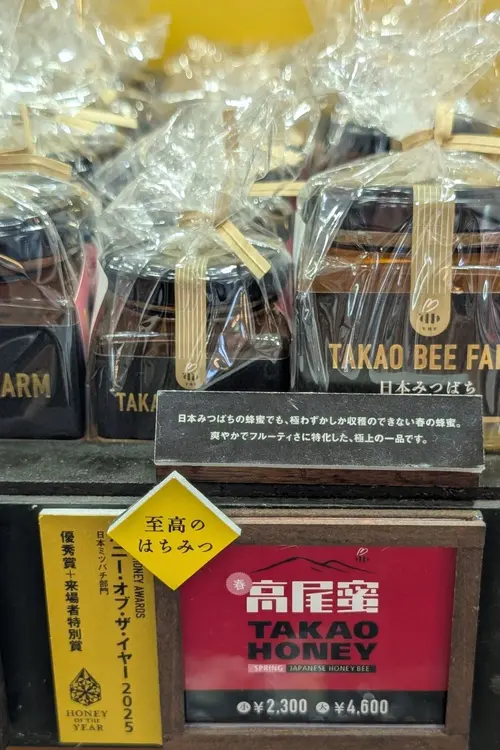 FARM
TAKAO
TAKAO BEE FA
日本みつばち
日本みつばちの蜂蜜でも、極わずかしか収穫のできない春の蜂蜜。
爽やかでフルーティさに特化した、極上の一品です。
至高の
はちみつ
HONEY AWARDS
ニー・オブ・ザ・イヤー2025
日本ミツバチ部門
優秀賞+来場者特別賞
HONEY
OF THE
YEAR
春
高尾蜜
TAKAO
HONEY
SPRING JAPANESE HONEY BEE
小 ¥2,300 大 ¥4,600